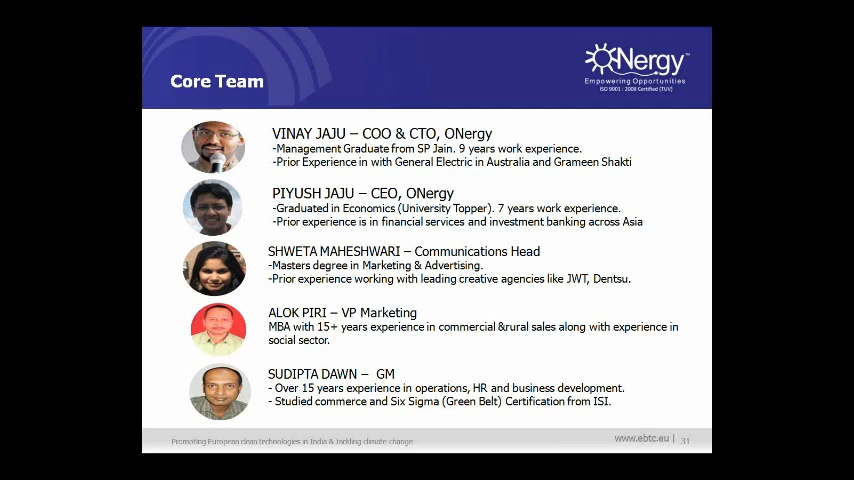 Core Team
ONergy™
Empowering Opportunities
ISO 9001 : 2008 Certified (TUV)
VINAY JAJU – COO & CTO, ONergy
-Management Graduate from SP Jain. 9 years work experience.
-Prior Experience in with General Electric in Australia and Grameen Shakti
PIYUSH JAJU – CEO, ONergy
-Graduated in Economics (University Topper). 7 years work experience.
-Prior experience is in financial services and investment banking across Asia
SHWETA MAHESHWARI – Communications Head
-Masters degree in Marketing & Advertising.
-Prior experience working with leading creative agencies like JWT, Dentsu.
ALOK PIRI – VP Marketing
MBA with 15+ years experience in commercial &rural sales along with experience in
social sector.
SUDIPTA DAWN – GM
- Over 15 years experience in operations, HR and business development.
- Studied commerce and Six Sigma (Green Belt) Certification from ISI.
Promoting European clean technologies in India & Tackling climate change
www.ebtc.eu | 31